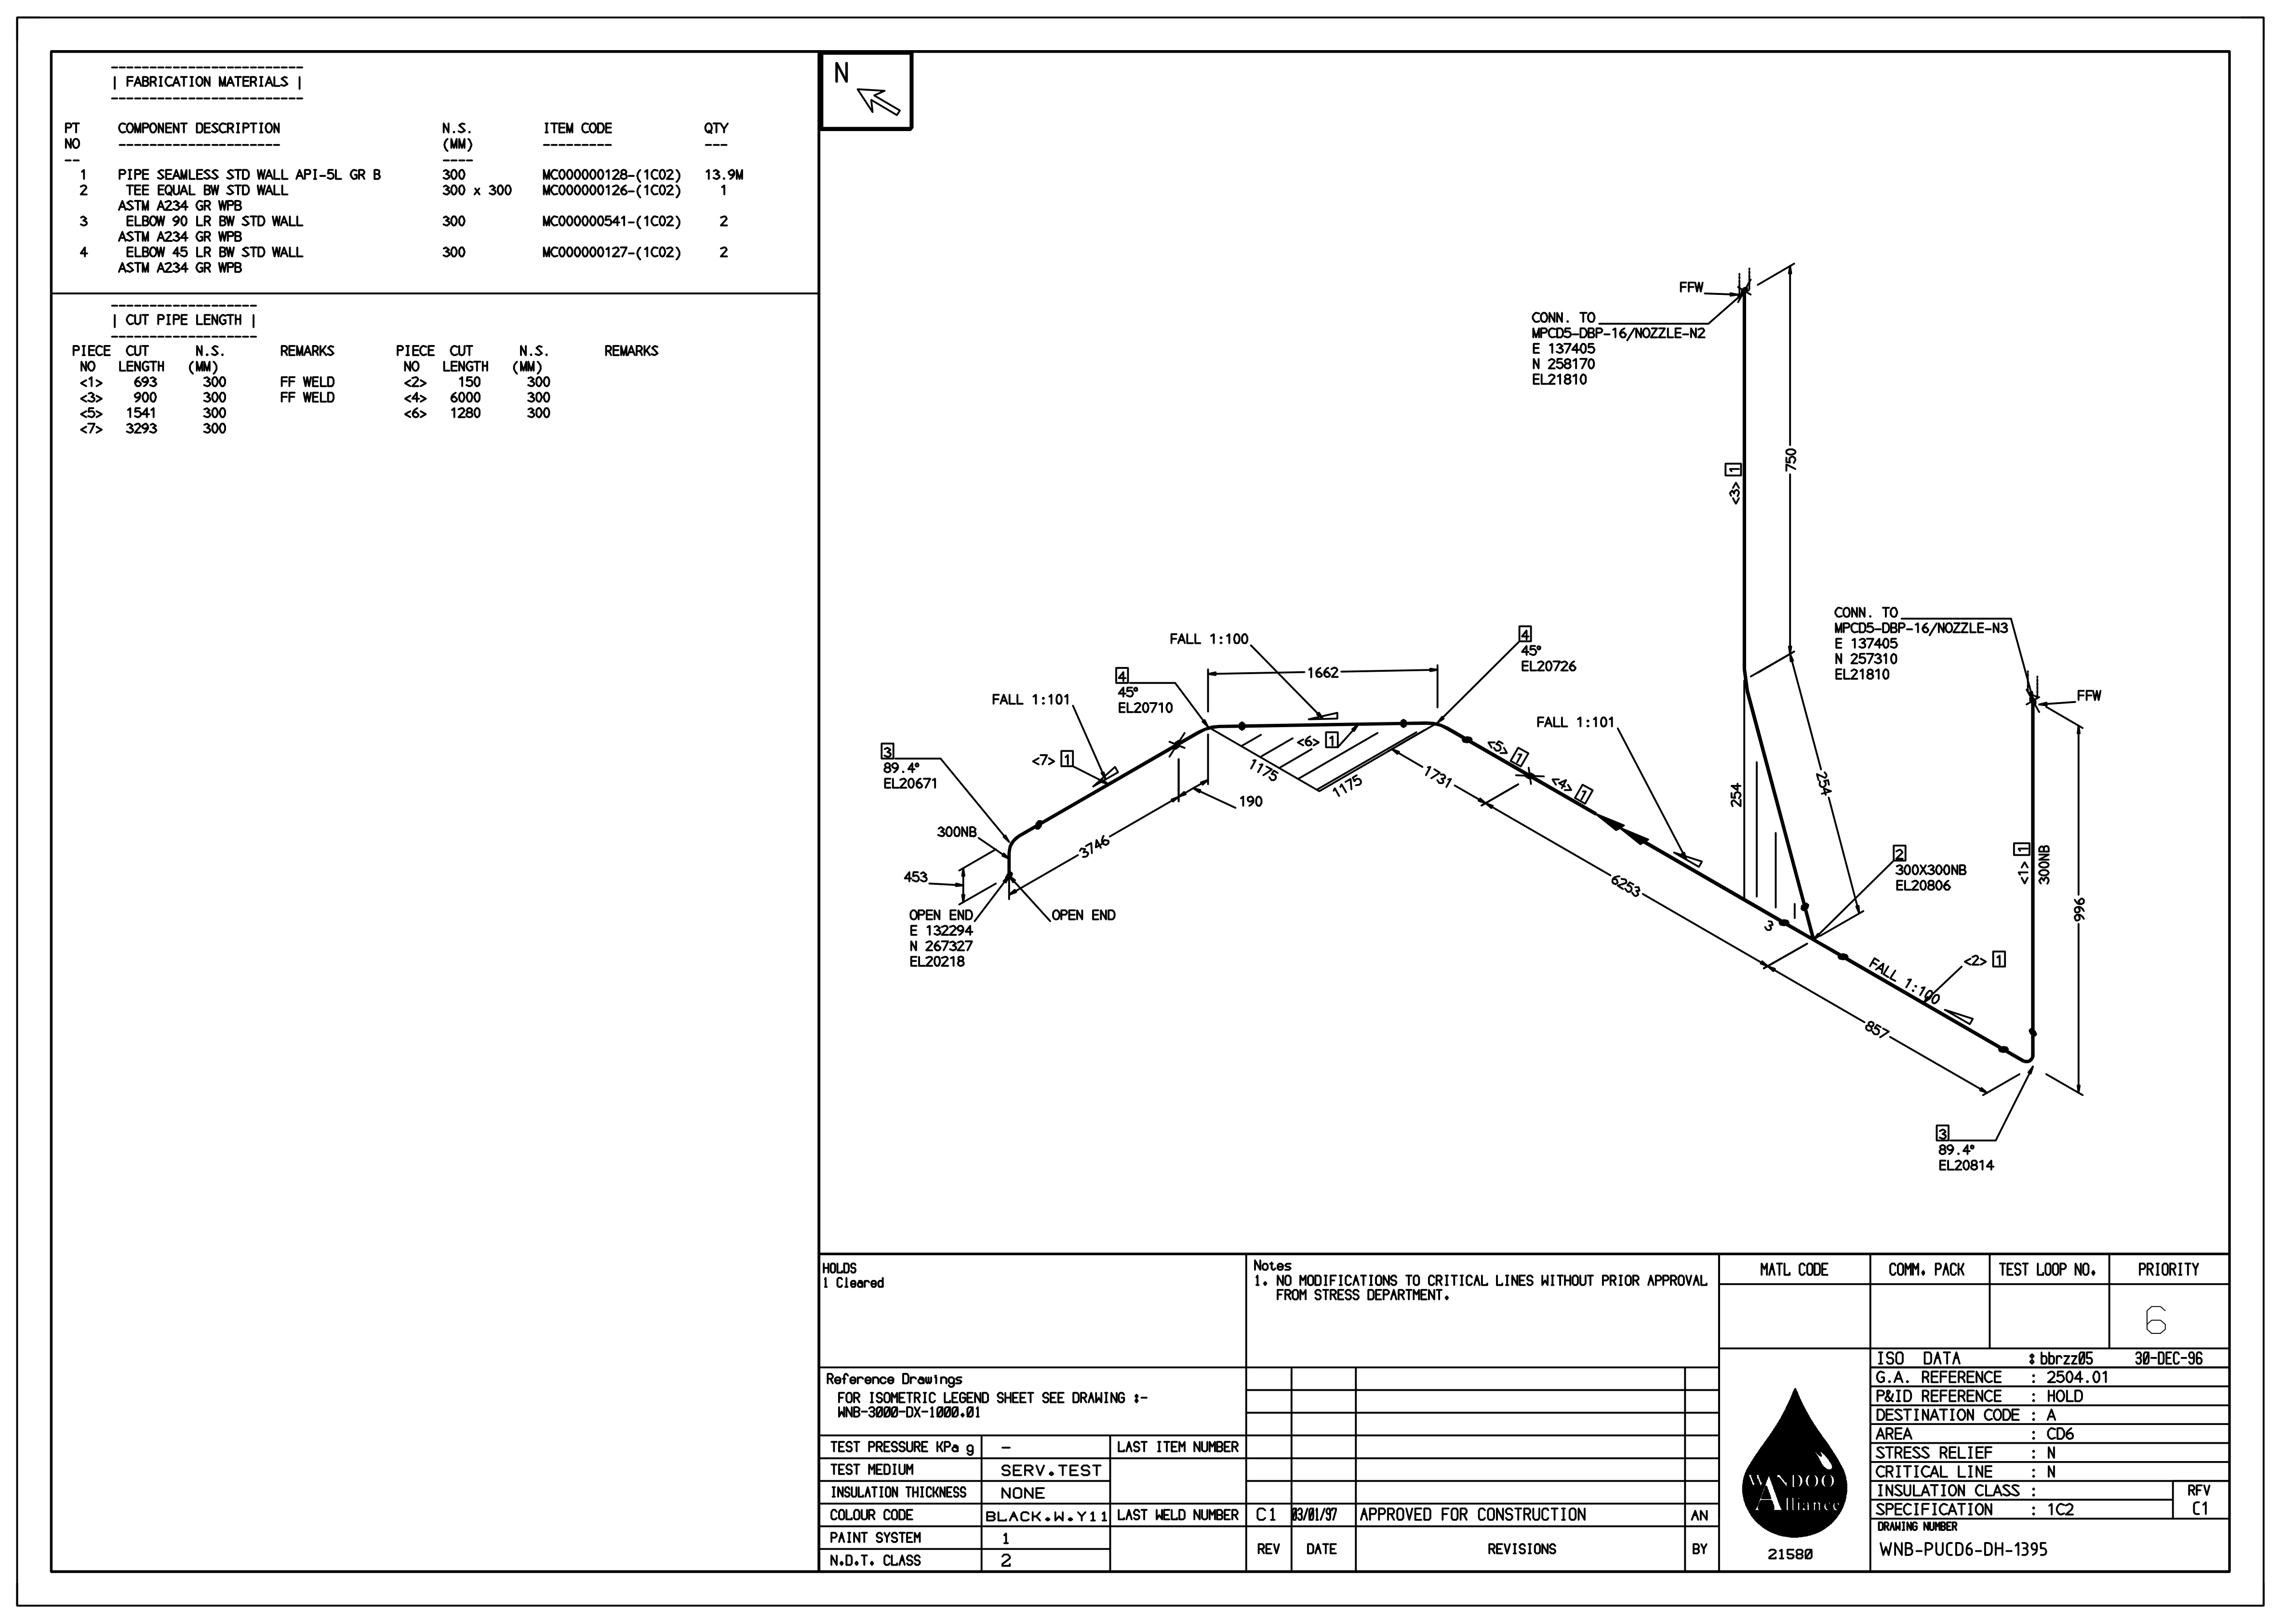 | FABRICATION MATERIALS |
PT NO COMPONENT DESCRIPTION N.S. (MM) ITEM CODE QTY
1 PIPE SEAMLESS STD WALL API-5L GR B 300 MC000000128-(1C02) 13.9M
2 TEE EQUAL BW STD WALL 300 x 300 MC000000126-(1C02) 1
ASTM A234 GR WPB
3 ELBOW 90 LR BW STD WALL 300 MC000000541-(1C02) 2
ASTM A234 GR WPB
4 ELBOW 45 LR BW STD WALL 300 MC000000127-(1C02) 2
ASTM A234 GR WPB
| CUT PIPE LENGTH |
PIECE CUT N.S. REMARKS PIECE CUT N.S. REMARKS
NO LENGTH (MM) NO LENGTH (MM)
<1> 693 300 FF WELD <2> 150 300
<3> 900 300 FF WELD <4> 6000 300
<5> 1541 300 <6> 1280 300
<7> 3293 300
N
FFW
CONN. TO
MPCD5-DBP-16/NOZZLE-N2
E 137405
N 258170
EL21810
750
<3> 1
CONN. TO
MPCD5-DBP-16/NOZZLE-N3
E 137405
N 257310
EL21810
FFW
FALL 1:100
4
45°
EL20726
1662
4
45°
EL20710
FALL 1:101
FALL 1:101
3
89.4°
EL20671
<7> 1
<6> 1
1175
1175
1731
<5> 1
<4> 1
190
254
254
300NB
3746
453
OPEN END
E 132294
N 267327
EL20218
OPEN END
6253
3
2
300X300NB
EL20806
<1> 1
300NB
996
FALL 1:100
<2> 1
857
3
89.4°
EL20814
HOLDS
1 Cleared
Notes
1. NO MODIFICATIONS TO CRITICAL LINES WITHOUT PRIOR APPROVAL
FROM STRESS DEPARTMENT.
MATL CODE COMM. PACK TEST LOOP NO. PRIORITY
6
Reference Drawings
FOR ISOMETRIC LEGEND SHEET SEE DRAWING :-
WNB-3000-DX-1000.01
TEST PRESSURE KPa g - LAST ITEM NUMBER
TEST MEDIUM SERV.TEST
INSULATION THICKNESS NONE
COLOUR CODE BLACK.W.Y11 LAST WELD NUMBER
PAINT SYSTEM 1
N.D.T. CLASS 2
C1 03/01/97 APPROVED FOR CONSTRUCTION AN
REV DATE REVISIONS BY
WANDOO
Alliance
21580
ISO DATA : bbrzz05 30-DEC-96
G.A. REFERENCE : 2504.01
P&ID REFERENCE : HOLD
DESTINATION CODE : A
AREA : CD6
STRESS RELIEF : N
CRITICAL LINE : N
INSULATION CLASS : RFV
SPECIFICATION : 1C2 C1
DRAWING NUMBER
WNB-PUCD6-DH-1395